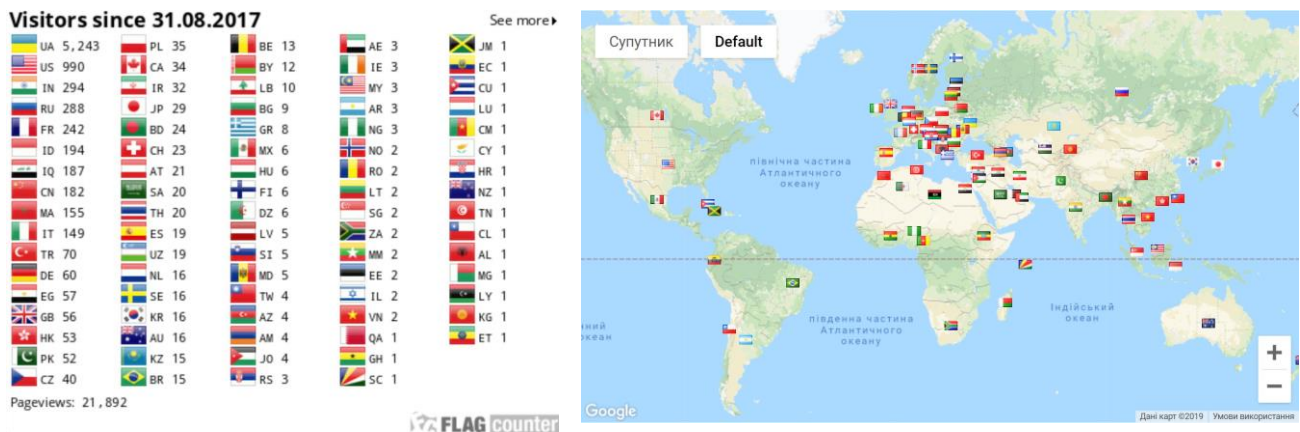 Visitors since 31.08.2017
See more
UA 5,243 PL 35 BE 13 AE 3 JM 1
US 990 CA 34 BY 12 IE 3 EC 1
IN 294 IR 32 LB 10 MY 3 CU 1
RU 288 JP 29 BG 9 AR 3 LU 1
FR 242 BD 24 GR 8 NG 3 CM 1
ID 194 CH 23 MX 6 NO 2 CY 1
IQ 187 AT 21 HU 6 RO 2 HR 1
CN 182 SA 20 FI 6 LT 2 NZ 1
MA 155 TH 20 DZ 6 SG 2 TN 1
IT 149 ES 19 LV 5 ZA 2 CL 1
TR 70 UZ 19 SI 5 MM 2 AL 1
DE 60 NL 16 MD 5 EE 2 MG 1
EG 57 SE 16 TW 4 IL 2 LY 1
GB 56 KR 16 AZ 4 VN 2 KG 1
HK 53 AU 16 AM 4 QA 1 ET 1
PK 52 KZ 15 JO 4 GH 1
CZ 40 BR 15 RS 3 SC 1
Pageviews: 21,892
FLAG counter
Супутник Default
північна частина
Атлантичного
океану
південна частина
Атлантичного
океану
Індійський
океан
океан
Google
Дані карт ©2019 Умови використання